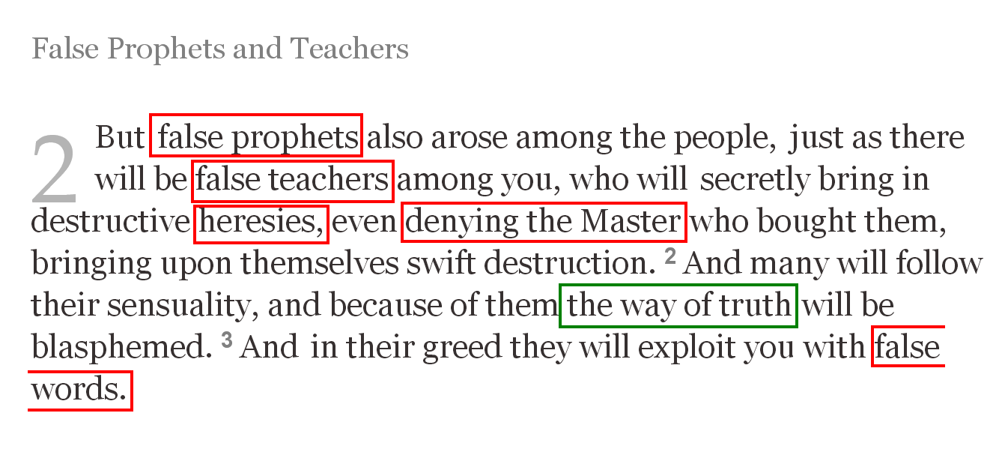 False Prophets and Teachers
2 But false prophets also arose among the people, just as there
will be false teachers among you, who will secretly bring in
destructive heresies, even denying the Master who bought them,
bringing upon themselves swift destruction. 2 And many will follow
their sensuality, and because of them the way of truth will be
blasphemed. 3 And in their greed they will exploit you with false
words.